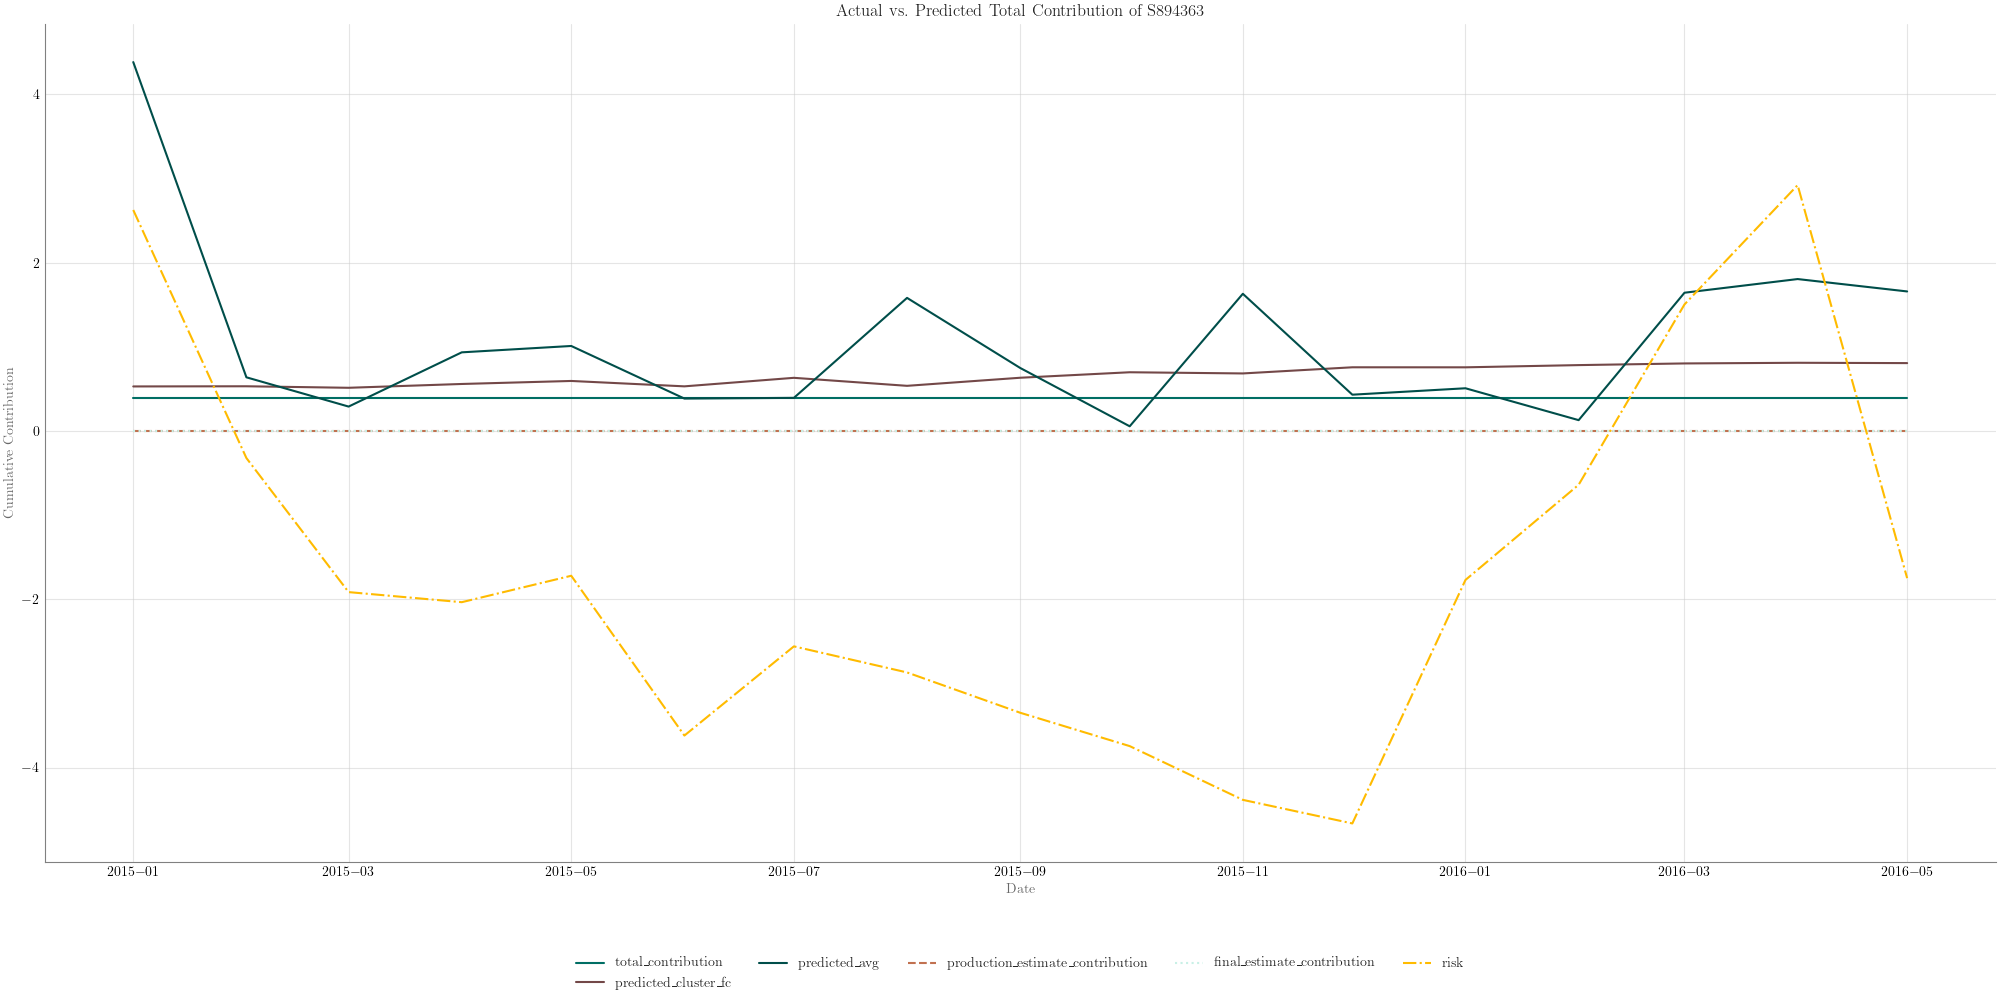 Actual vs. Predicted Total Contribution of S894363
Cumulative Contribution
4
2
0
−2
−4
2015−01 2015−03 2015−05 2015−07 2015−09 2015−11 2016−01 2016−03 2016−05
Date
total_contribution predicted_avg production_estimate_contribution final_estimate_contribution risk
predicted_cluster_fc